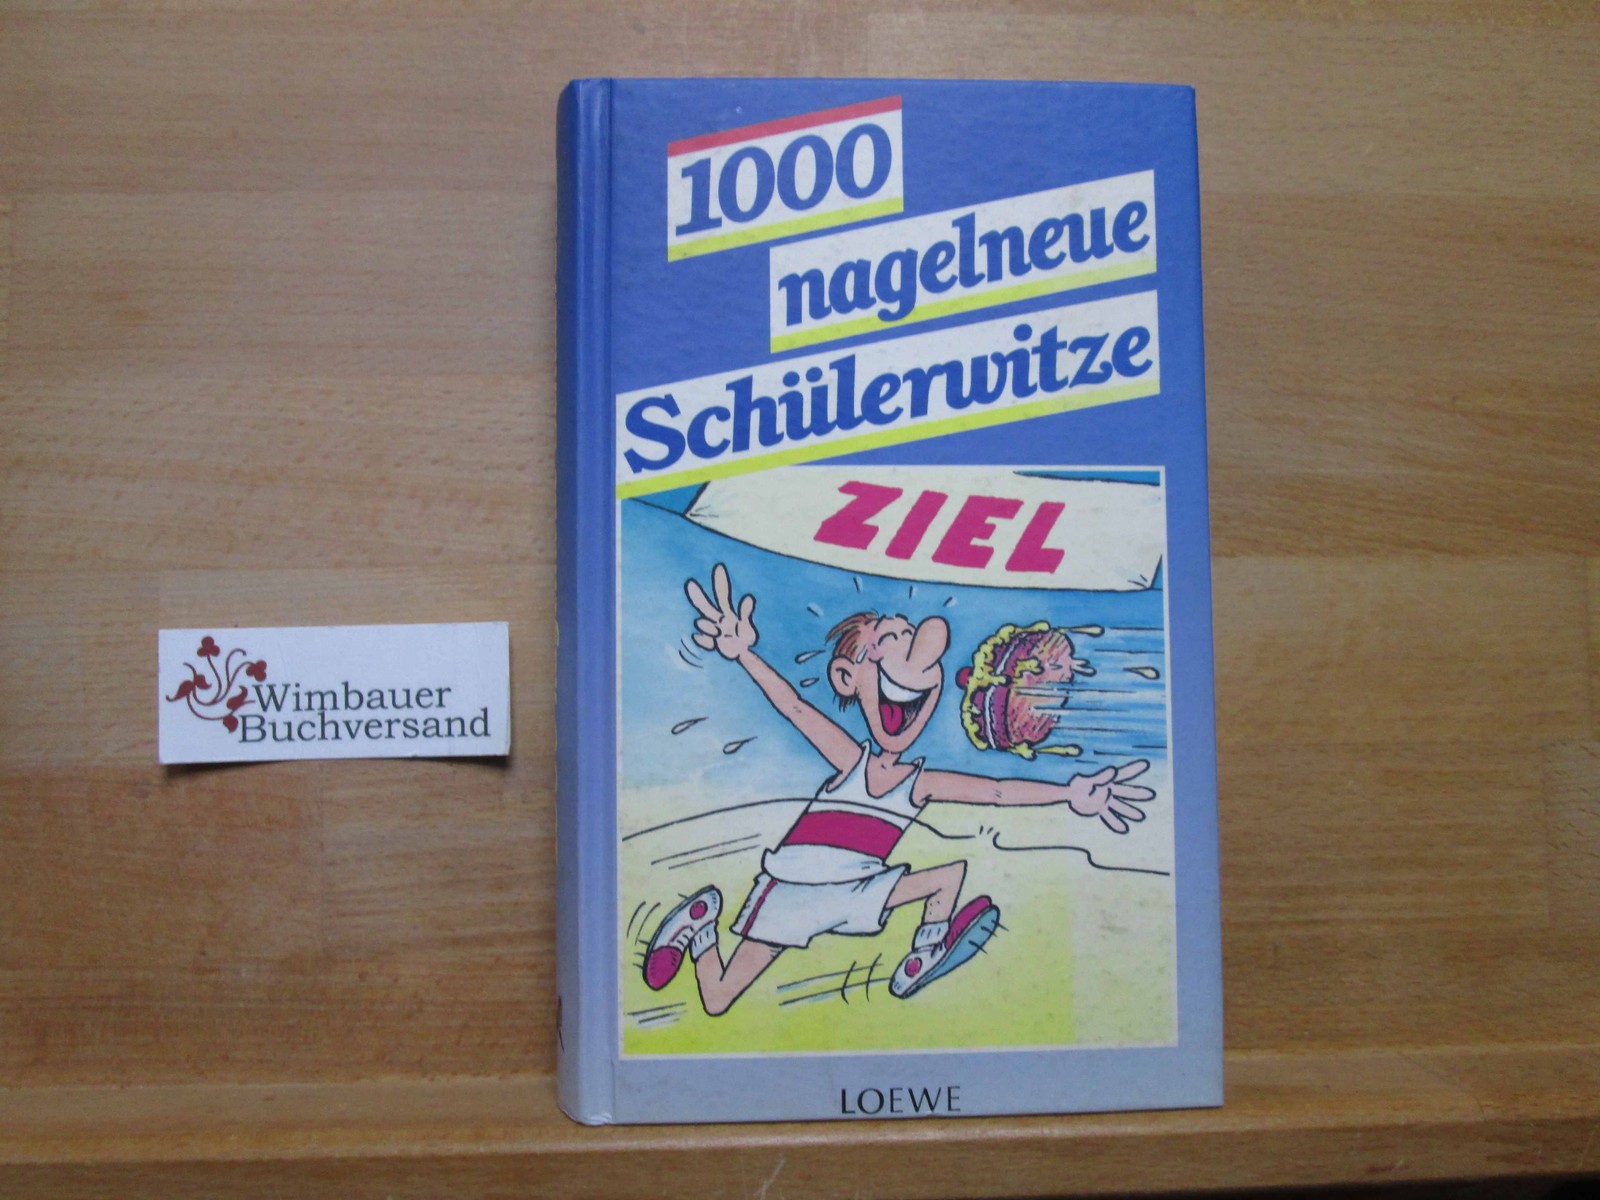 1000
nagelneue
Schülerwitze
ZIEL
Wimbauer
Buchversand
LOEWE